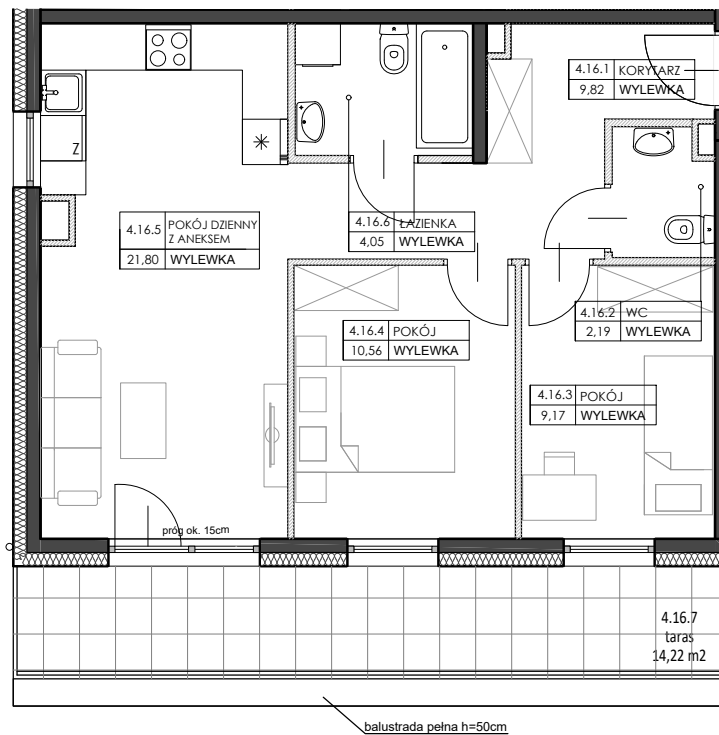 4.16.1 KORYTARZ
9,82 WYLEWKA
Z
4.16.5 POKÓJ DZIENNY Z ANEKSEM
21,80 WYLEWKA
4.16.6 ŁAZIENKA
4,05 WYLEWKA
4.16.4 POKÓJ
10,56 WYLEWKA
4.16.2 WC
2,19 WYLEWKA
4.16.3 POKÓJ
9,17 WYLEWKA
próg ok. 15cm
4.16.7
taras
14,22 m2
balustrada pełna h=50cm